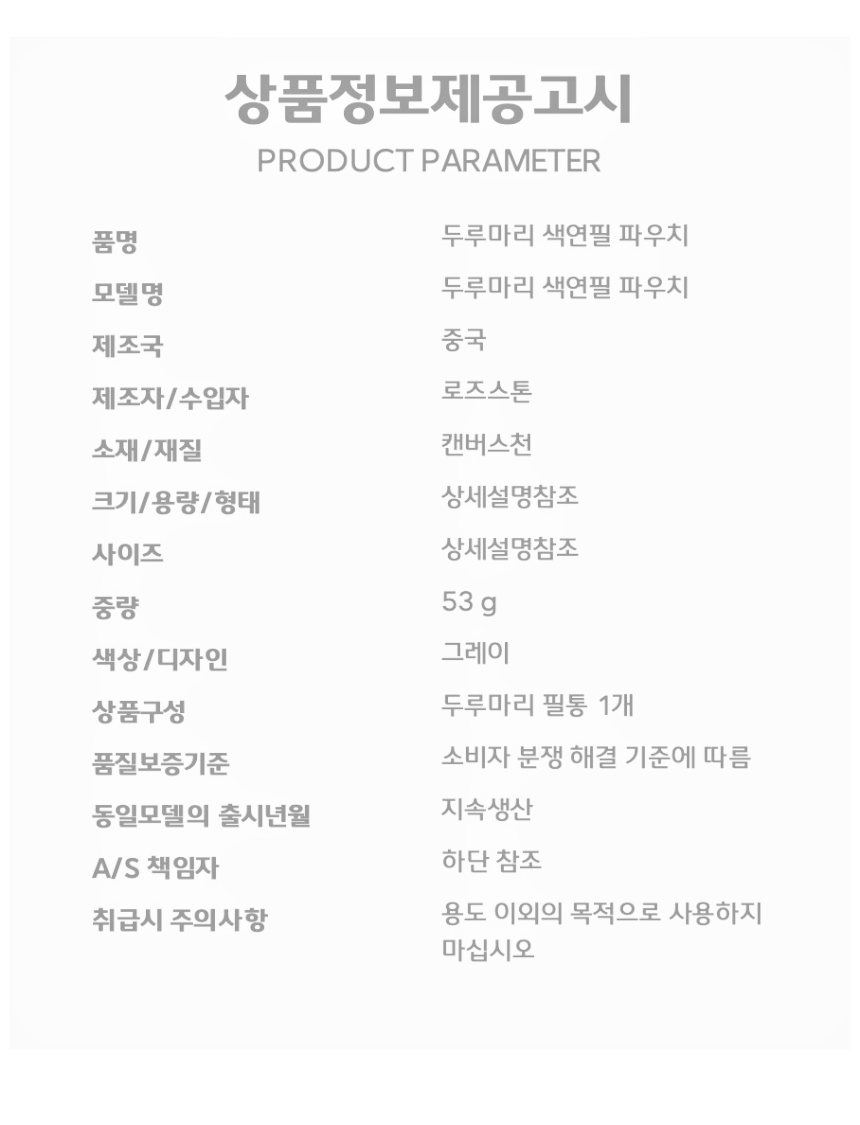 상품정보제공고시
PRODUCT PARAMETER
품명 두루마리 색연필 파우치
모델명 두루마리 색연필 파우치
제조국 중국
제조자/수입자 로즈스톤
소재/재질 캔버스천
크기/용량/형태 상세설명참조
사이즈 상세설명참조
중량 53 g
색상/디자인 그레이
상품구성 두루마리 필통 1개
품질보증기준 소비자 분쟁 해결 기준에 따름
동일모델의 출시년월 지속생산
A/S 책임자 하단 참조
취급시 주의사항 용도 이외의 목적으로 사용하지
마십시오